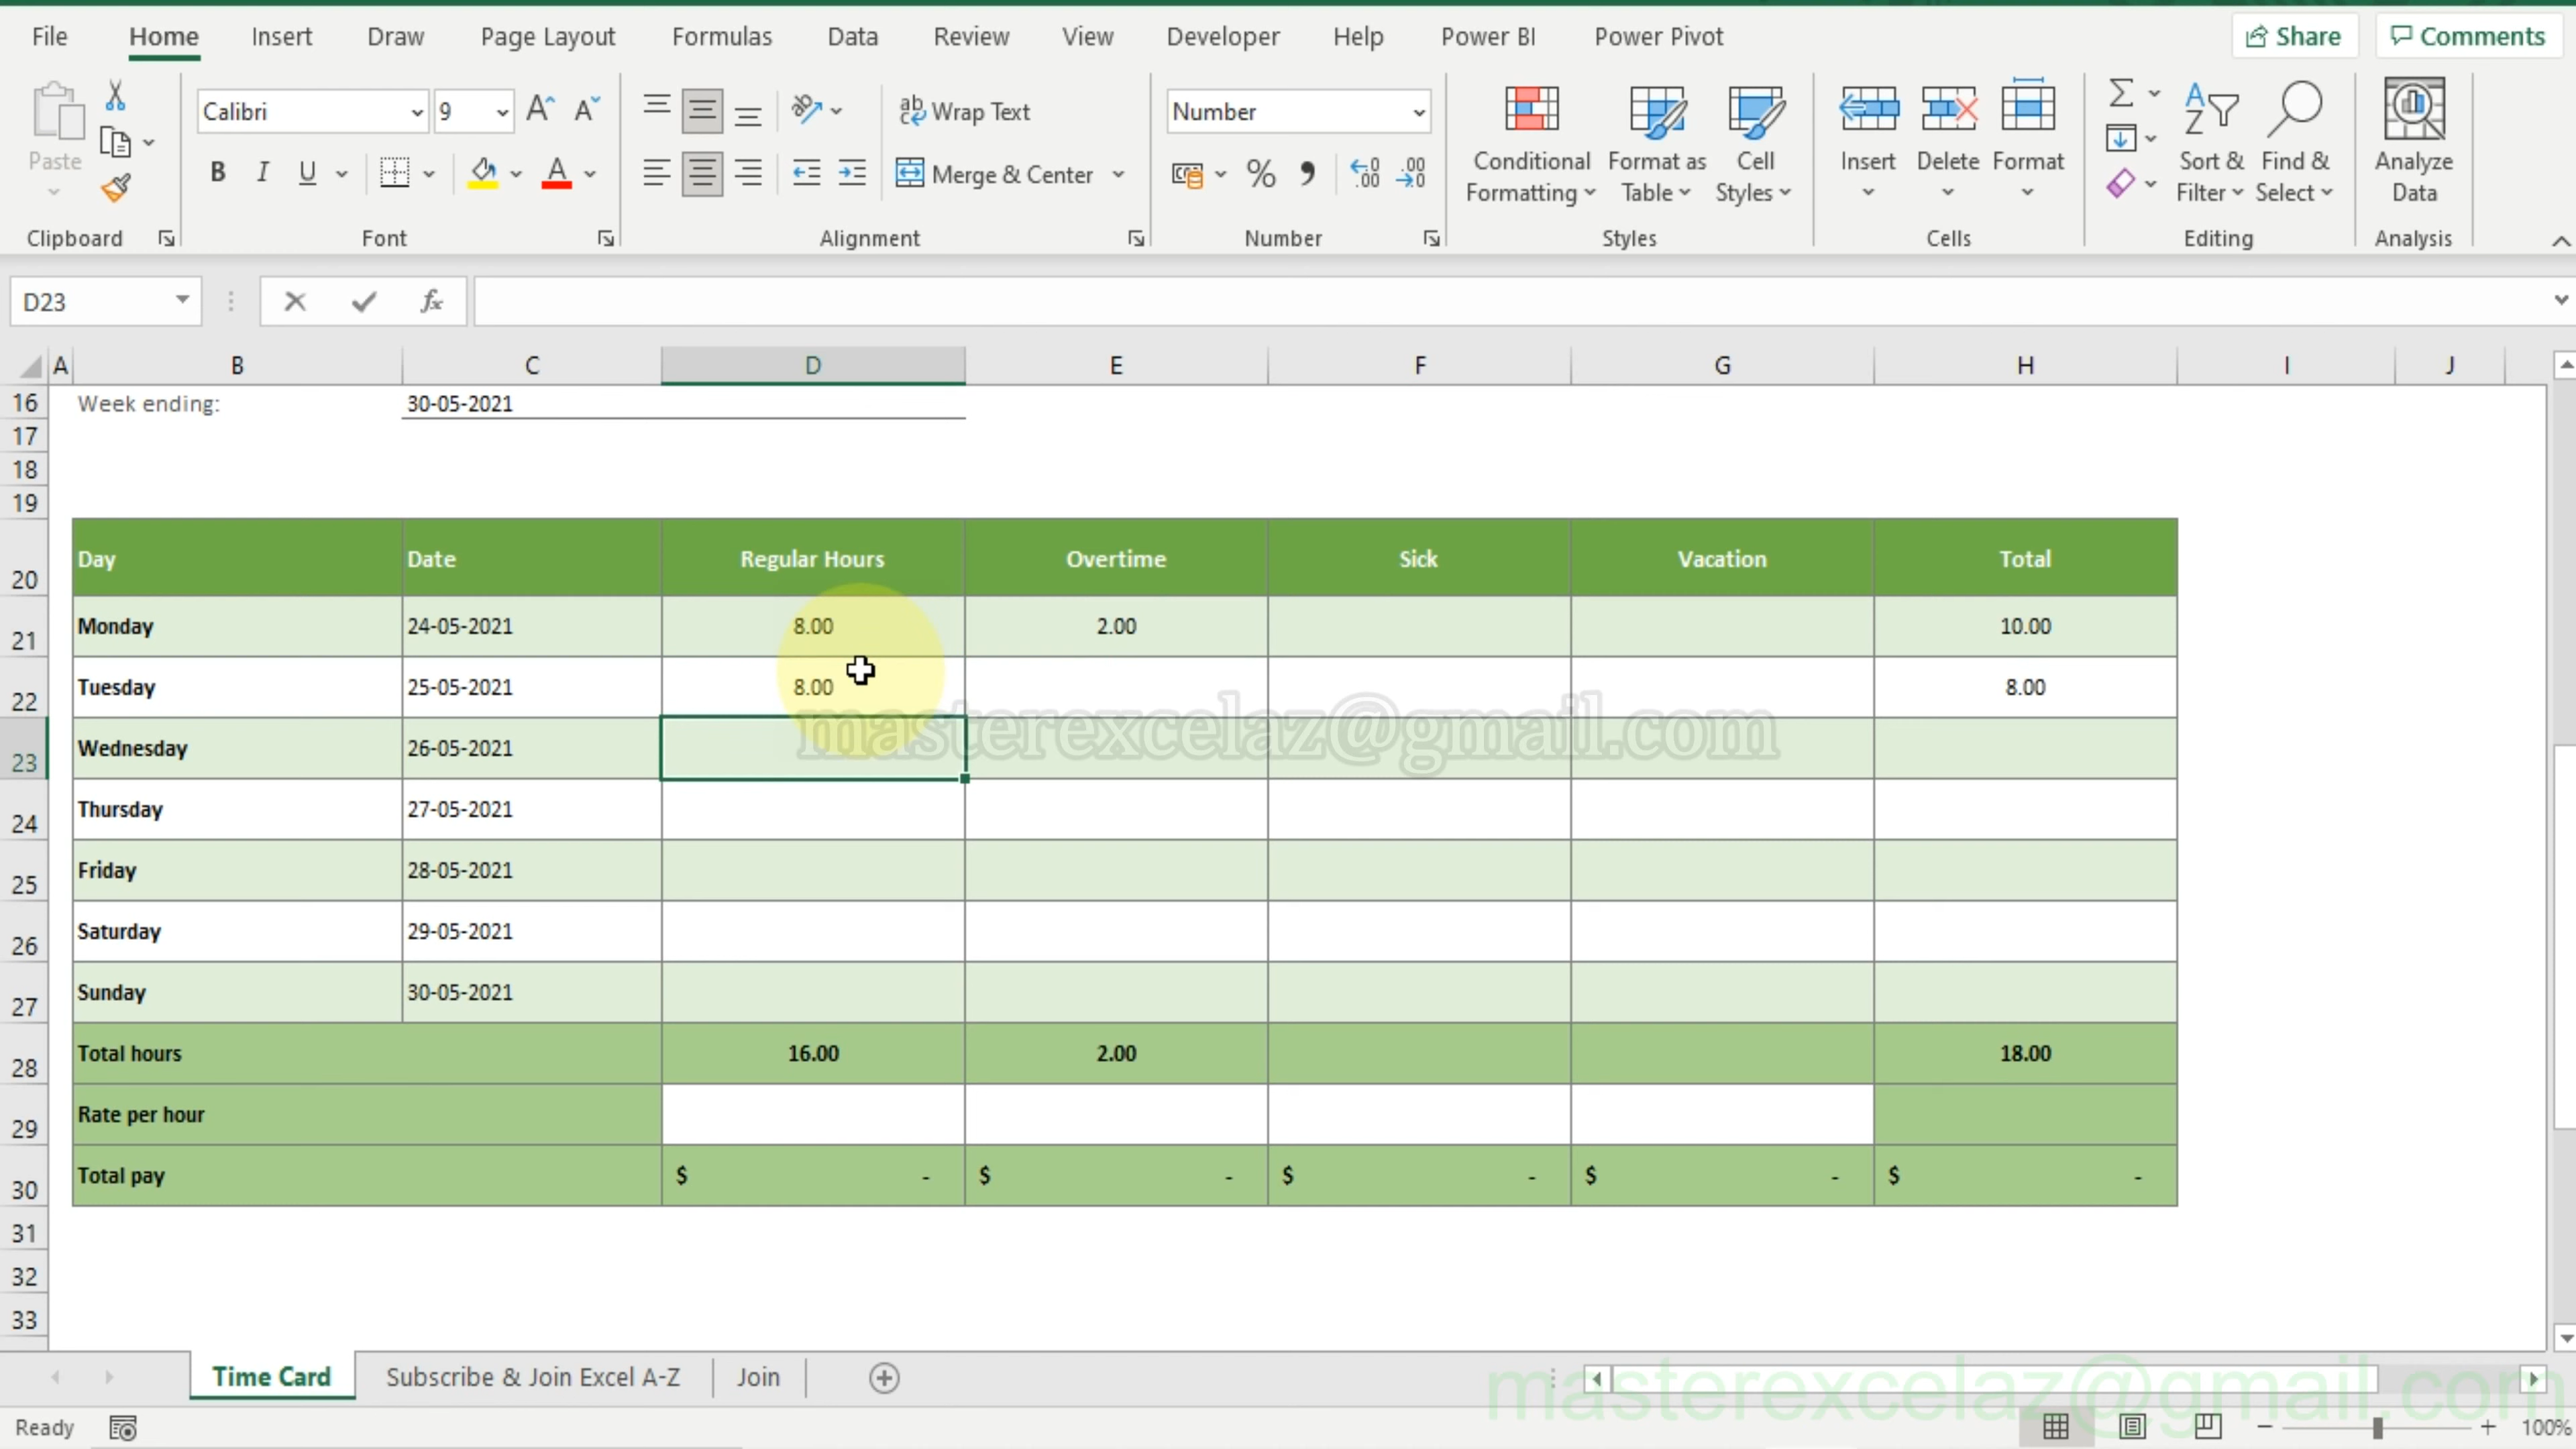 File Home Insert Draw Page Layout Formulas Data Review View Developer Help Power BI Power Pivot Share Comments
Paste
Calibri 9
Wrap Text
Merge & Center
Number
Conditional Formatting
Format as Table
Cell Styles
Insert Delete Format
Sort & Filter
Find & Select
Analyze Data
Clipboard Font Alignment Number Styles Cells Editing Analysis
D23 fx
A B C D E F G H I J
16 Week ending: 30-05-2021
17
18
19
20 Day Date Regular Hours Overtime Sick Vacation Total
21 Monday 24-05-2021 8.00 2.00 10.00
22 Tuesday 25-05-2021 8.00 8.00
masterexcelaz@gmail.com
23 Wednesday 26-05-2021
24 Thursday 27-05-2021
25 Friday 28-05-2021
26 Saturday 29-05-2021
27 Sunday 30-05-2021
28 Total hours 16.00 2.00 18.00
29 Rate per hour
30 Total pay $ - $ - $ - $ - $ -
31
32
33
Time Card Subscribe & Join Excel A-Z Join
masterexcelaz@gmail.com
Ready 100%